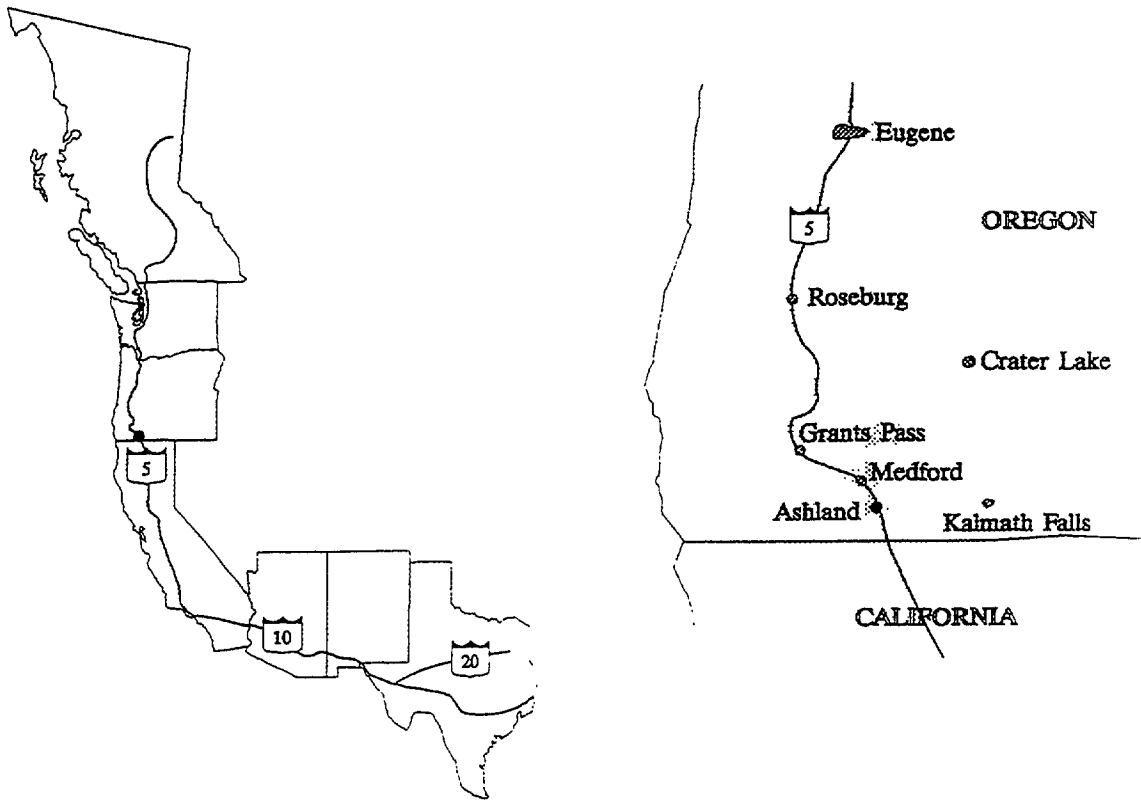 5
10
20
Eugene
5
OREGON
Roseburg
Crater Lake
Grants Pass
Medford
Ashland
Kalmath Falls
CALIFORNIA